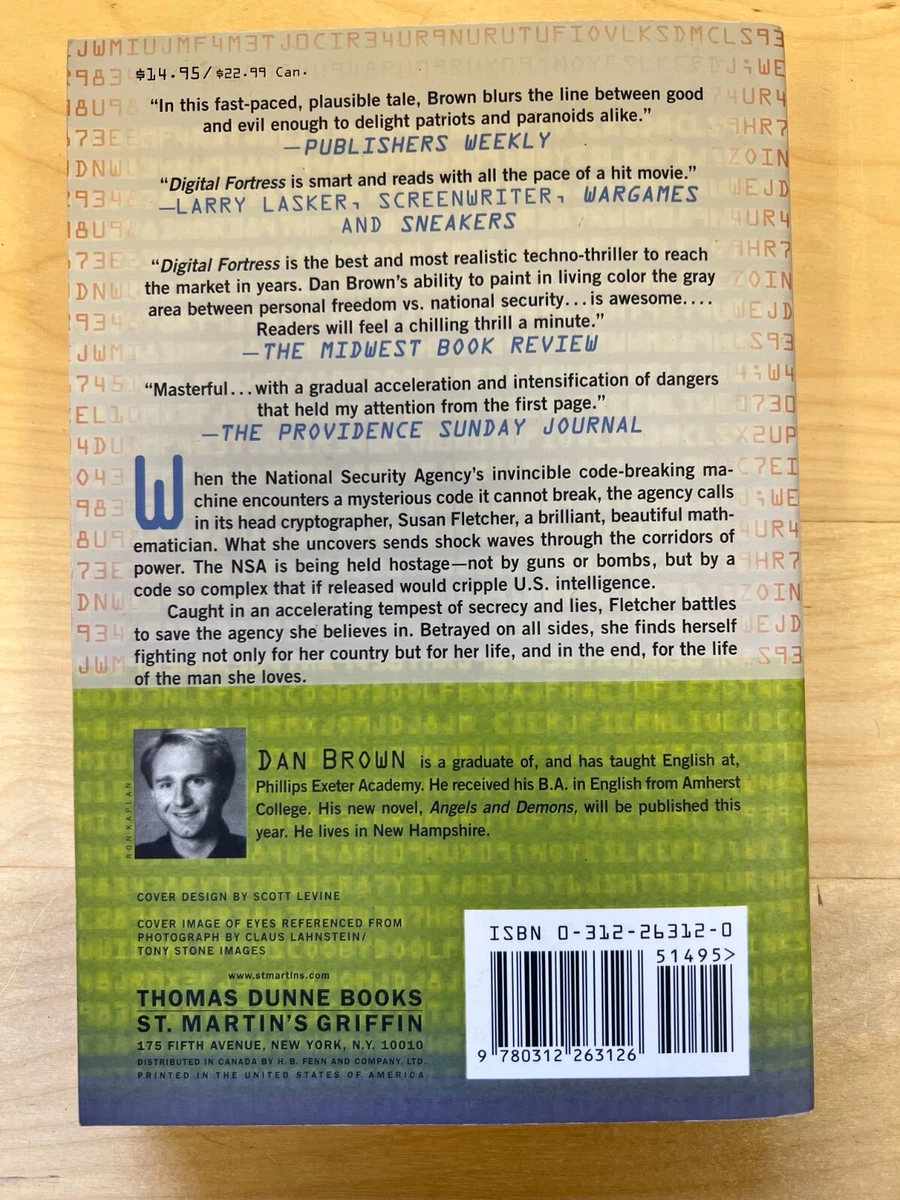 JWMIUJMF4M3TJOCIR34UR9NURUTUFIOVLKSDMCLS93
$14.95/$22.99 Can.
“In this fast-paced, plausible tale, Brown blurs the line between good
and evil enough to delight patriots and paranoids alike.”
—PUBLISHERS WEEKLY
“Digital Fortress is smart and reads with all the pace of a hit movie.”
—LARRY LASKER, SCREENWRITER, WARGAMES
AND SNEAKERS
“Digital Fortress is the best and most realistic techno-thriller to reach
the market in years. Dan Brown’s ability to paint in living color the gray
area between personal freedom vs. national security...is awesome....
Readers will feel a chilling thrill a minute.”
—THE MIDWEST BOOK REVIEW
“Masterful...with a gradual acceleration and intensification of dangers
that held my attention from the first page.”
—THE PROVIDENCE SUNDAY JOURNAL
When the National Security Agency’s invincible code-breaking ma-
chine encounters a mysterious code it cannot break, the agency calls
in its head cryptographer, Susan Fletcher, a brilliant, beautiful math-
ematician. What she uncovers sends shock waves through the corridors of
power. The NSA is being held hostage—not by guns or bombs, but by a
code so complex that if released would cripple U.S. intelligence.
Caught in an accelerating tempest of secrecy and lies, Fletcher battles
to save the agency she believes in. Betrayed on all sides, she finds herself
fighting not only for her country but for her life, and in the end, for the life
of the man she loves.
RON KAPLAN
DAN BROWN is a graduate of, and has taught English at,
Phillips Exeter Academy. He received his B.A. in English from Amherst
College. His new novel, Angels and Demons, will be published this
year. He lives in New Hampshire.
COVER DESIGN BY SCOTT LEVINE
COVER IMAGE OF EYES REFERENCED FROM
PHOTOGRAPH BY CLAUS LAHNSTEIN/
TONY STONE IMAGES
www.stmartins.com
THOMAS DUNNE BOOKS
ST. MARTIN’S GRIFFIN
175 FIFTH AVENUE, NEW YORK, N.Y. 10010
DISTRIBUTED IN CANADA BY H. B. FENN AND COMPANY, LTD.
PRINTED IN THE UNITED STATES OF AMERICA
ISBN 0-312-26312-0
51495>
9 780312 263126